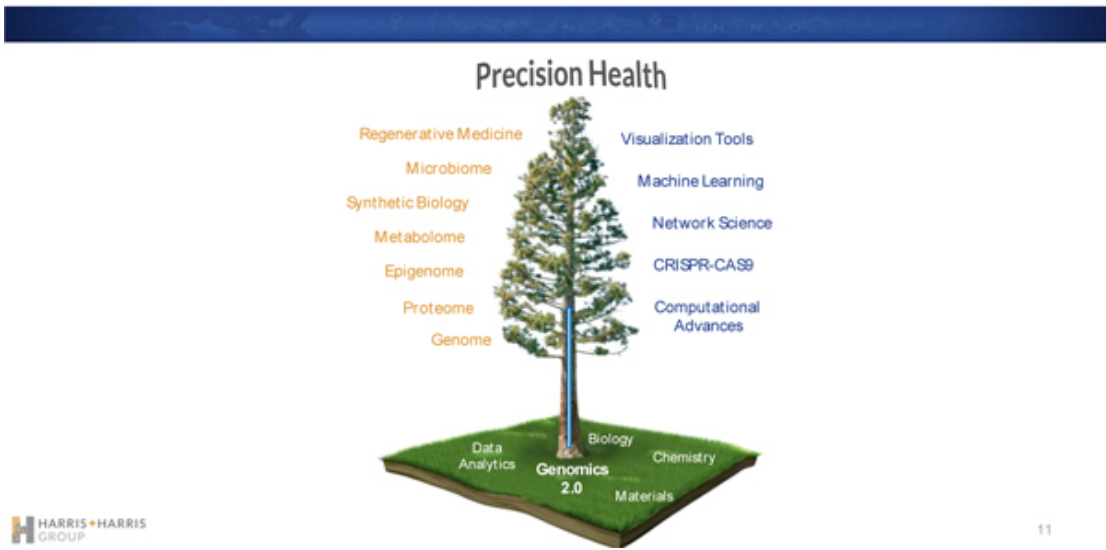 Precision Health
Regenerative Medicine
Microbiome
Synthetic Biology
Metabolome
Epigenome
Proteome
Genome
Visualization Tools
Machine Learning
Network Science
CRISPR-CAS9
Computational
Advances
Data
Analytics
Biology
Chemistry
Genomics
2.0
Materials
HARRIS+HARRIS
GROUP
11